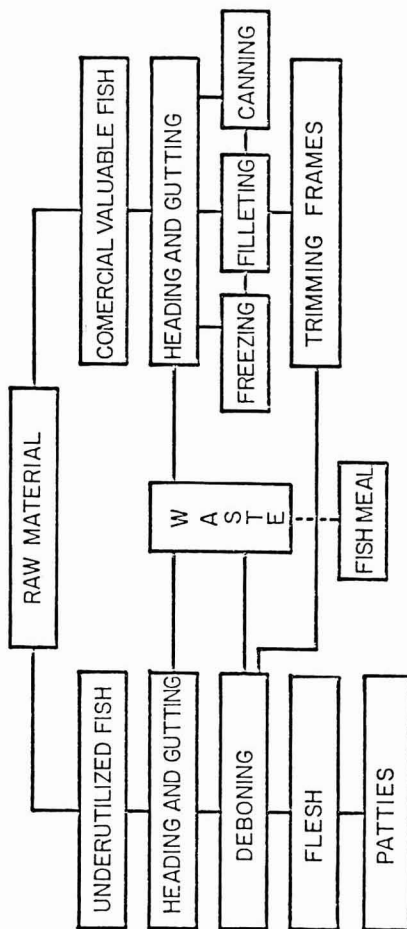 RAW MATERIAL
UNDERUTILIZED FISH
COMERCIAL VALUABLE FISH
HEADING AND GUTTING
WASTE
HEADING AND GUTTING
DEBONING
FREEZING
FILLETING
CANNING
FLESH
FISH MEAL
TRIMMING FRAMES
PATTIES